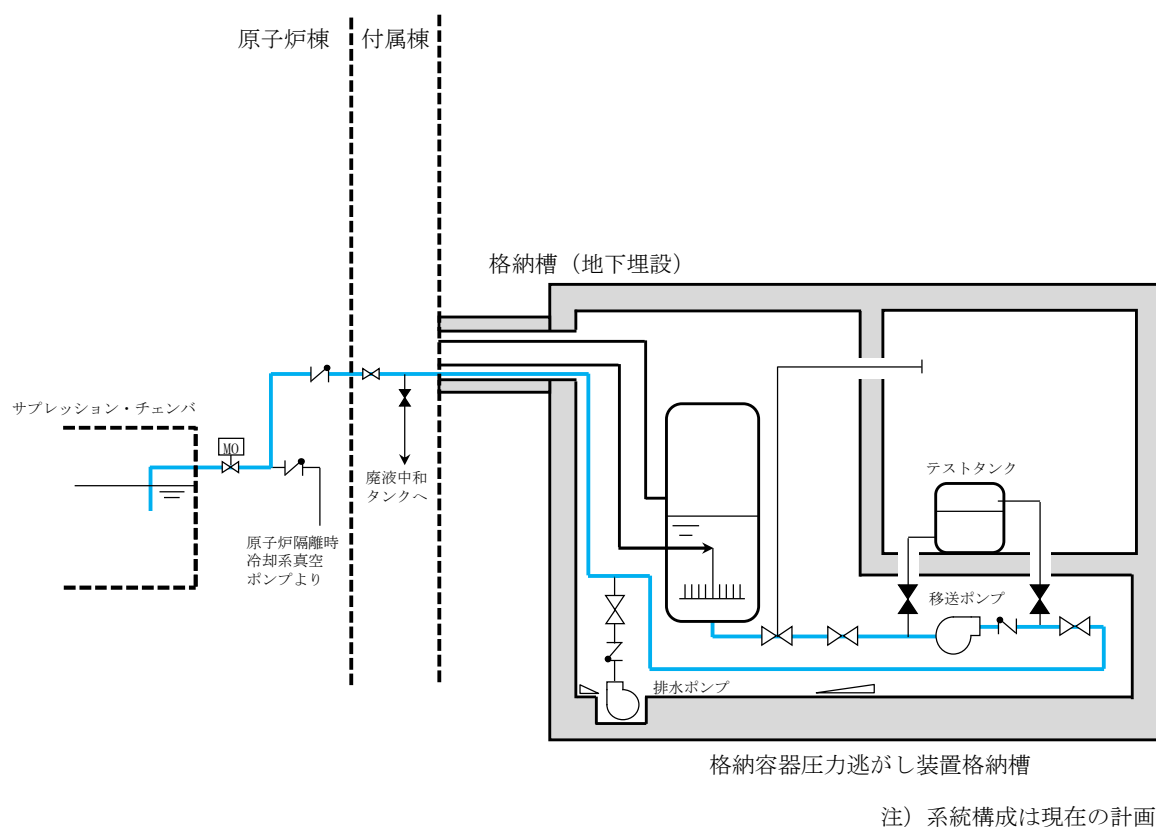 原子炉棟
付属棟
格納槽（地下埋設）
サプレッション・チェンバ
MO
廃液中和
タンクへ
テストタンク
原子炉隔離時
冷却系真空
ポンプより
移送ポンプ
排水ポンプ
格納容器圧力逃がし装置格納槽
注）系統構成は現在の計画